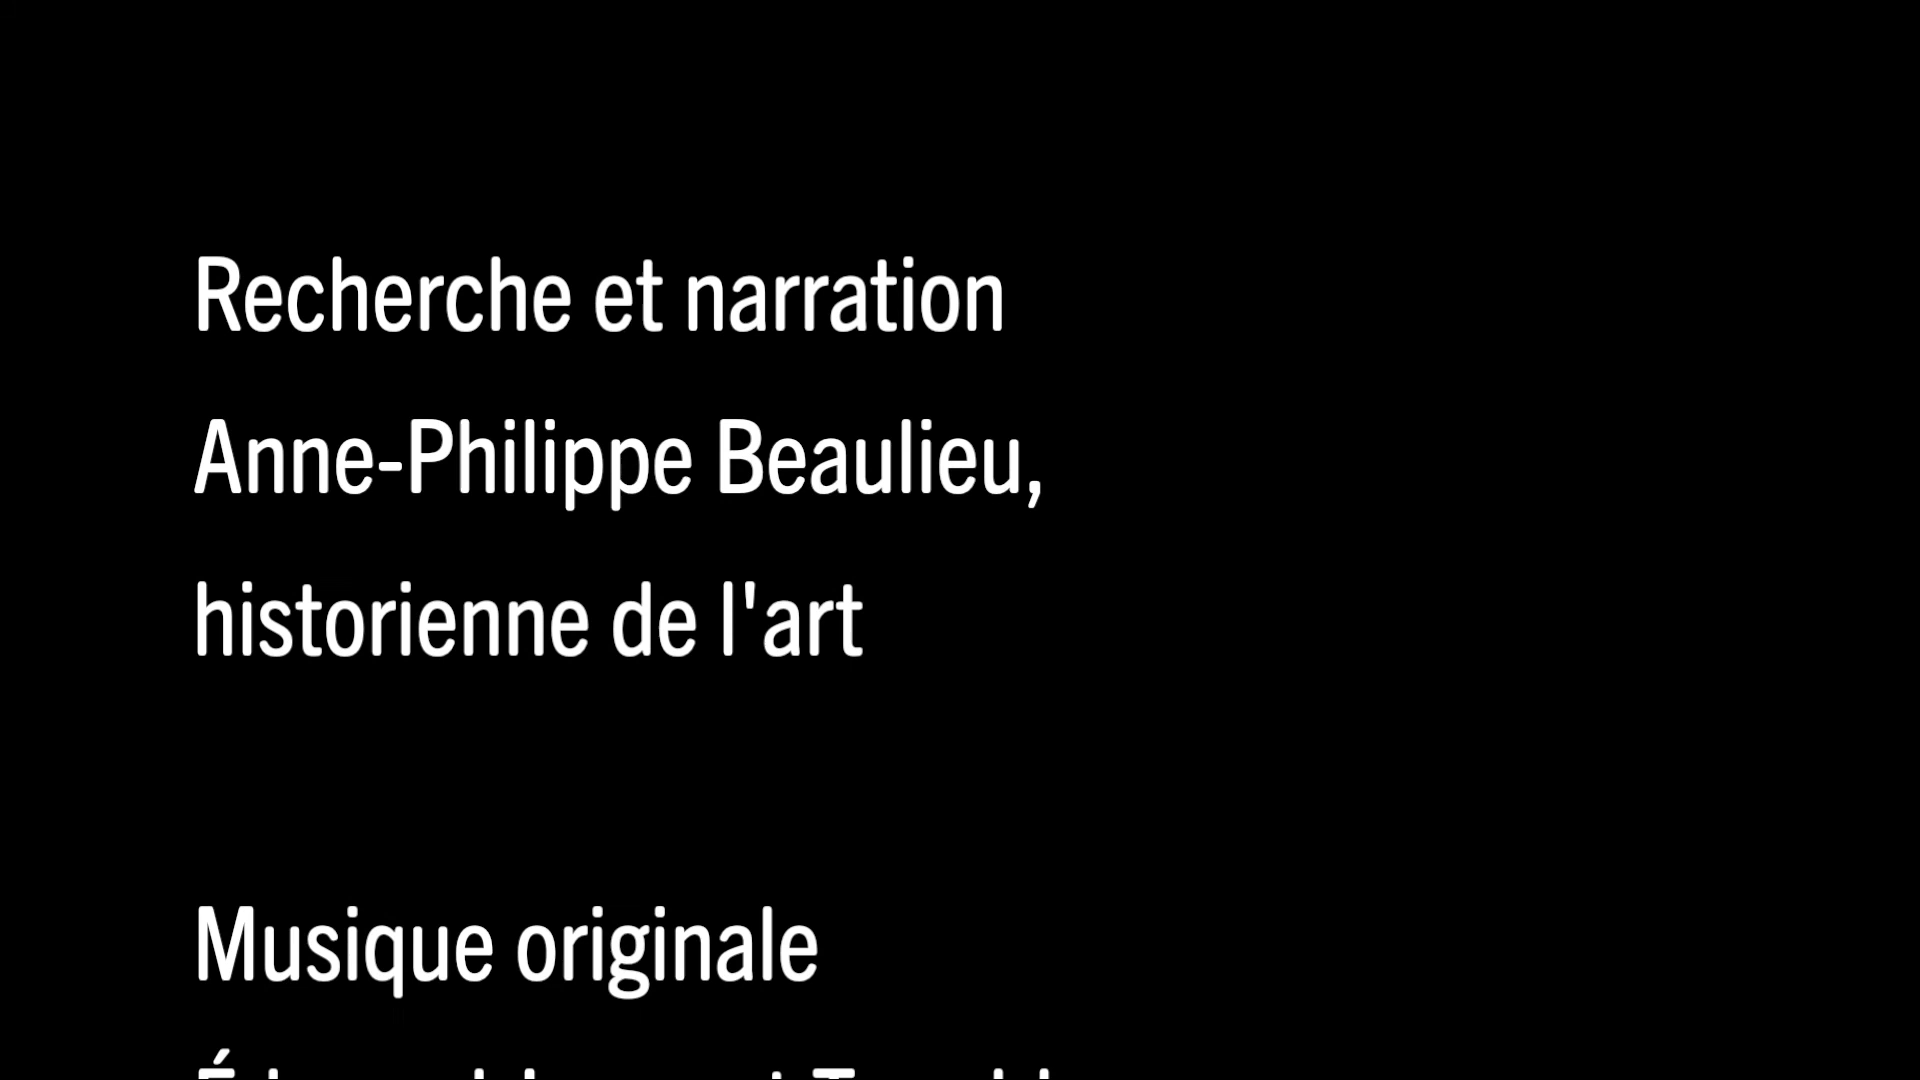 Recherche et narration
Anne-Philippe Beaulieu,
historienne de l'art
Musique originale